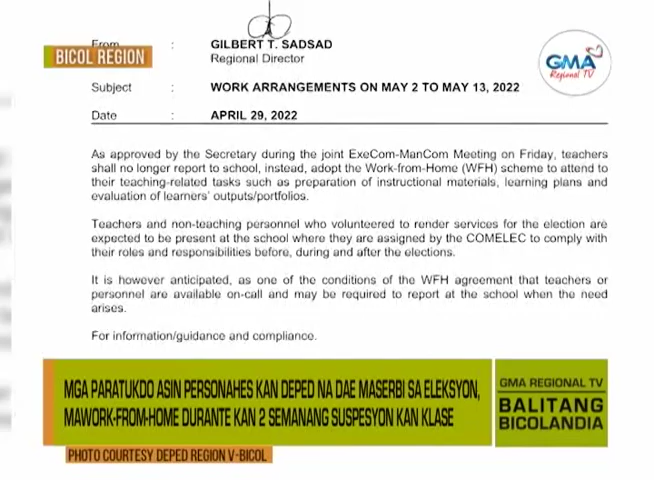 From : GILBERT T. SADSAD
BICOL REGION
Regional Director
GMA
Regional TV
Subject : WORK ARRANGEMENTS ON MAY 2 TO MAY 13, 2022
Date : APRIL 29, 2022
As approved by the Secretary during the joint ExeCom-ManCom Meeting on Friday, teachers
shall no longer report to school, instead, adopt the Work-from-Home (WFH) scheme to attend to
their teaching-related tasks such as preparation of instructional materials, learning plans and
evaluation of learners' outputs/portfolios.
Teachers and non-teaching personnel who volunteered to render services for the election are
expected to be present at the school where they are assigned by the COMELEC to comply with
their roles and responsibilities before, during and after the elections.
It is however anticipated, as one of the conditions of the WFH agreement that teachers or
personnel are available on-call and may be required to report at the school when the need
arises.
For information/guidance and compliance.
MGA PARATUKDO ASIN PERSONAHES KAN DEPED NA DAE MASERBI SA ELEKSYON,
MAWORK-FROM-HOME DURANTE KAN 2 SEMANANG SUSPESYON KAN KLASE
GMA REGIONAL TV
BALITANG
BICOLANDIA
PHOTO COURTESY DEPED REGION V-BICOL